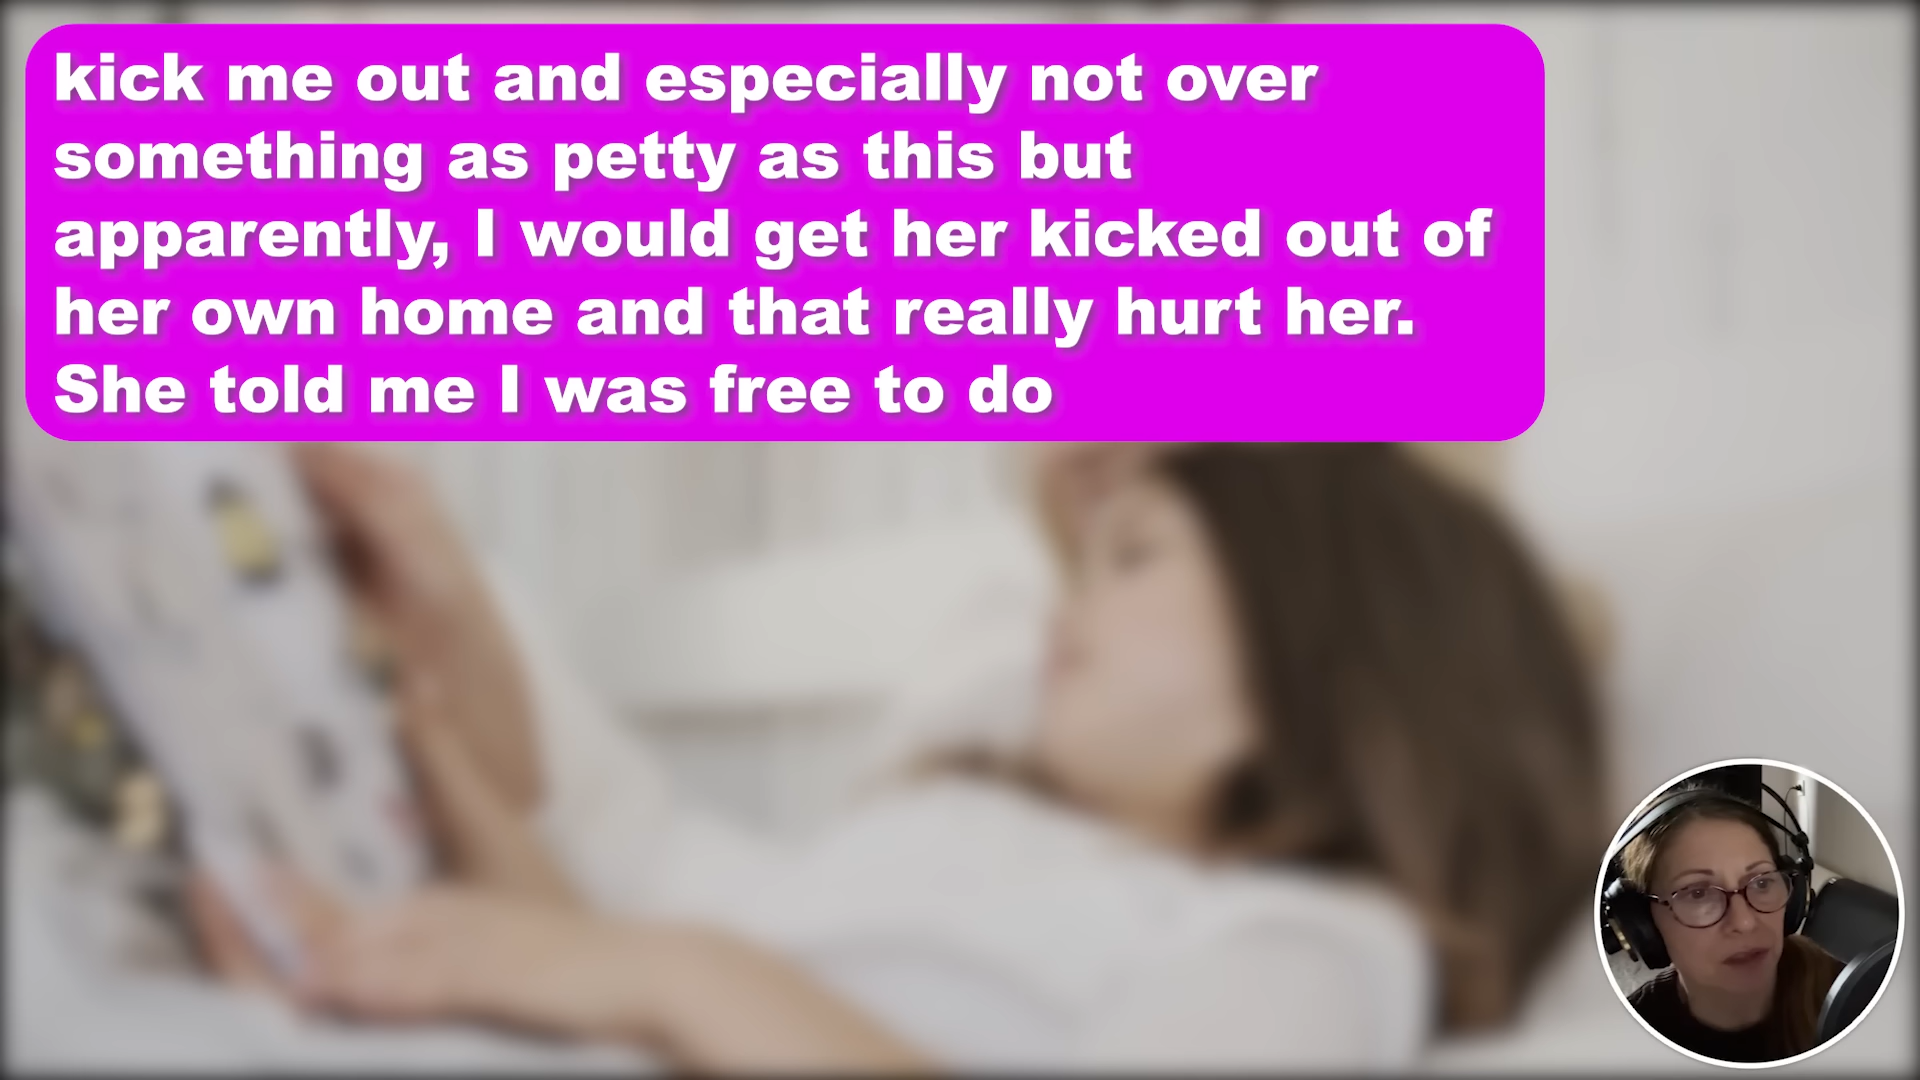 kick me out and especially not over
something as petty as this but
apparently, I would get her kicked out of
her own home and that really hurt her.
She told me I was free to do